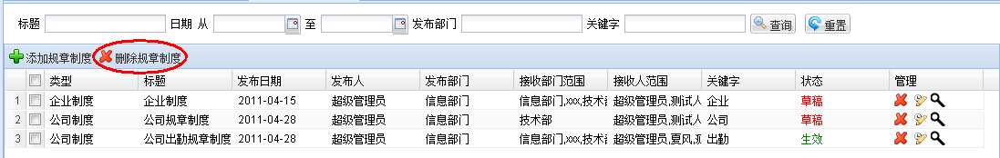 标题 日期 从 至 发布部门 关键字 查询 重置
添加规章制度 删除规章制度
类型 标题 发布日期 发布人 发布部门 接收部门范围 接收人范围 关键字 状态 管理
1 企业制度 企业制度 2011-04-15 超级管理员 信息部门 信息部门,xxx,技术部 超级管理员,测试人 企业 草稿
2 公司制度 公司规章制度 2011-04-28 超级管理员 信息部门 技术部 超级管理员,测试人 公司 草稿
3 公司制度 公司出勤规章制度 2011-04-28 超级管理员 信息部门 信息部门,xxx,技术部 超级管理员,夏风, 出勤 生效